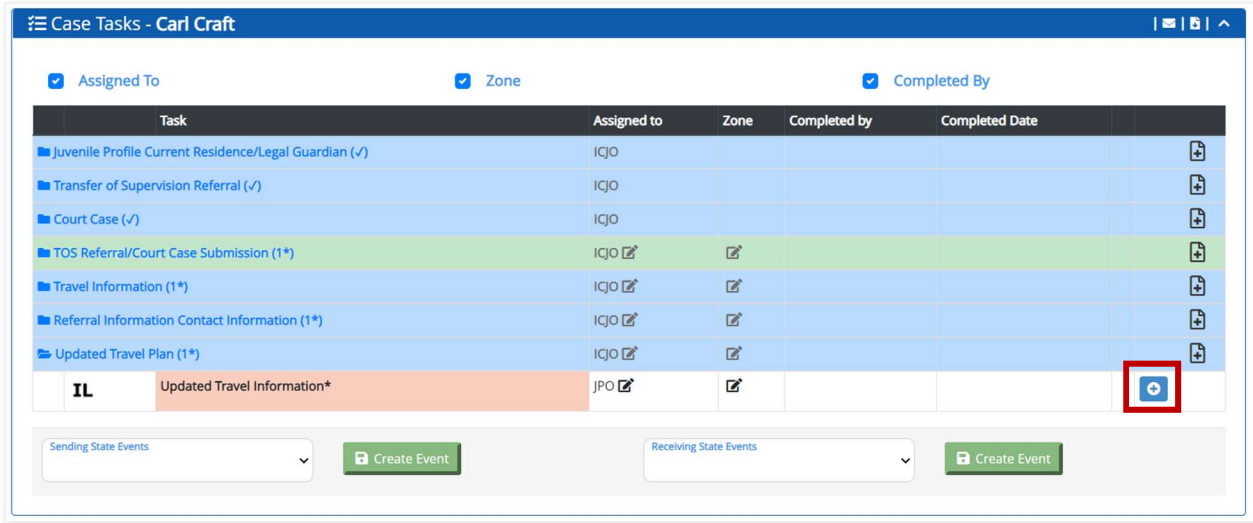 Case Tasks - Carl Craft
Assigned To Zone Completed By
Task Assigned to Zone Completed by Completed Date
Juvenile Profile Current Residence/Legal Guardian (✓) ICJO
Transfer of Supervision Referral (✓) ICJO
Court Case (✓) ICJO
TOS Referral/Court Case Submission (1*) ICJO
Travel Information (1*) ICJO
Referral Information Contact Information (1*) ICJO
Updated Travel Plan (1*) ICJO
IL Updated Travel Information* JPO
Sending State Events Create Event Receiving State Events Create Event